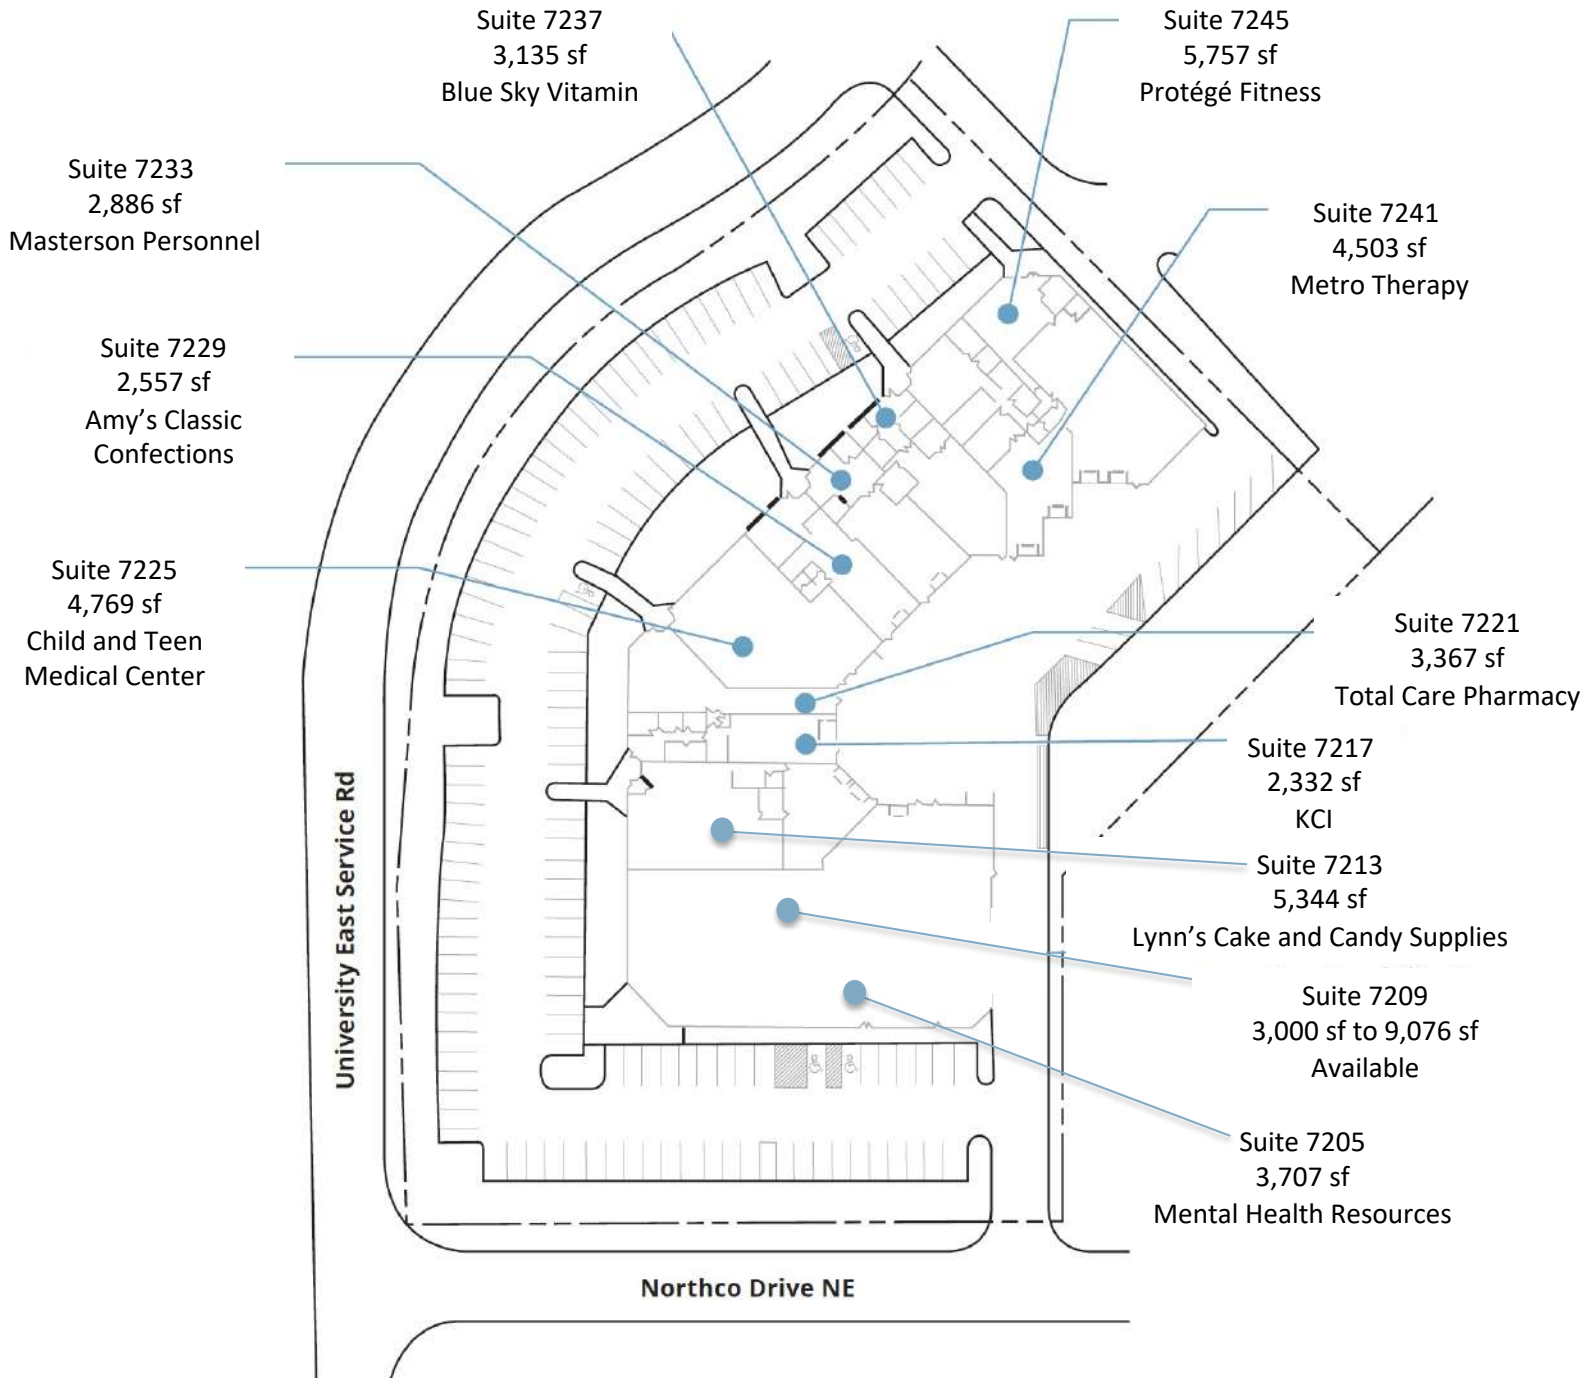 Suite 7237
3,135 sf
Blue Sky Vitamin
Suite 7245
5,757 sf
Protégé Fitness
Suite 7233
2,886 sf
Masterson Personnel
Suite 7241
4,503 sf
Metro Therapy
Suite 7229
2,557 sf
Amy’s Classic
Confections
Suite 7225
4,769 sf
Child and Teen
Medical Center
Suite 7221
3,367 sf
Total Care Pharmacy
Suite 7217
2,332 sf
KCI
Suite 7213
5,344 sf
Lynn’s Cake and Candy Supplies
Suite 7209
3,000 sf to 9,076 sf
Available
Suite 7205
3,707 sf
Mental Health Resources
University East Service Rd
Northco Drive NE